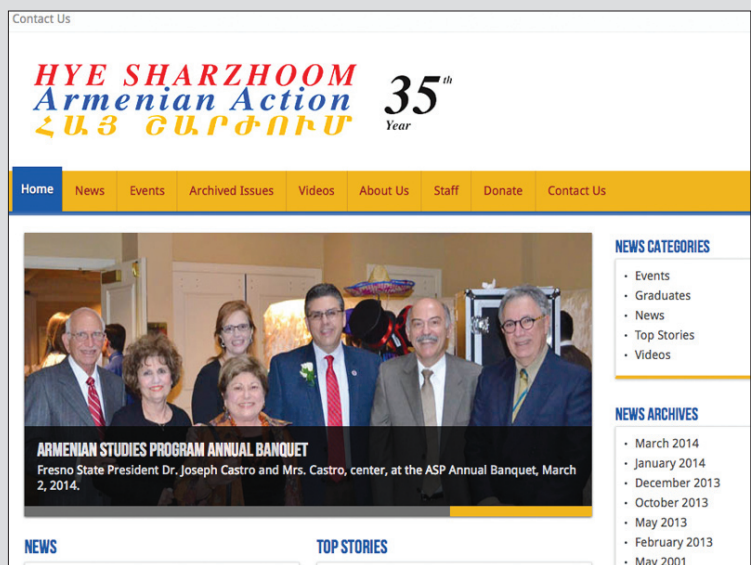 Contact Us
HYE SHARZHOOM
Armenian Action
ՀԱՅ ՇԱՐԺՈՒՄ
35th
Year
Home News Events Archived Issues Videos About Us Staff Donate Contact Us
ARMENIAN STUDIES PROGRAM ANNUAL BANQUET
Fresno State President Dr. Joseph Castro and Mrs. Castro, center, at the ASP Annual Banquet, March
2, 2014.
NEWS
TOP STORIES
NEWS CATEGORIES
• Events
• Graduates
• News
• Top Stories
• Videos
NEWS ARCHIVES
• March 2014
• January 2014
• December 2013
• October 2013
• May 2013
• February 2013
• May 2001